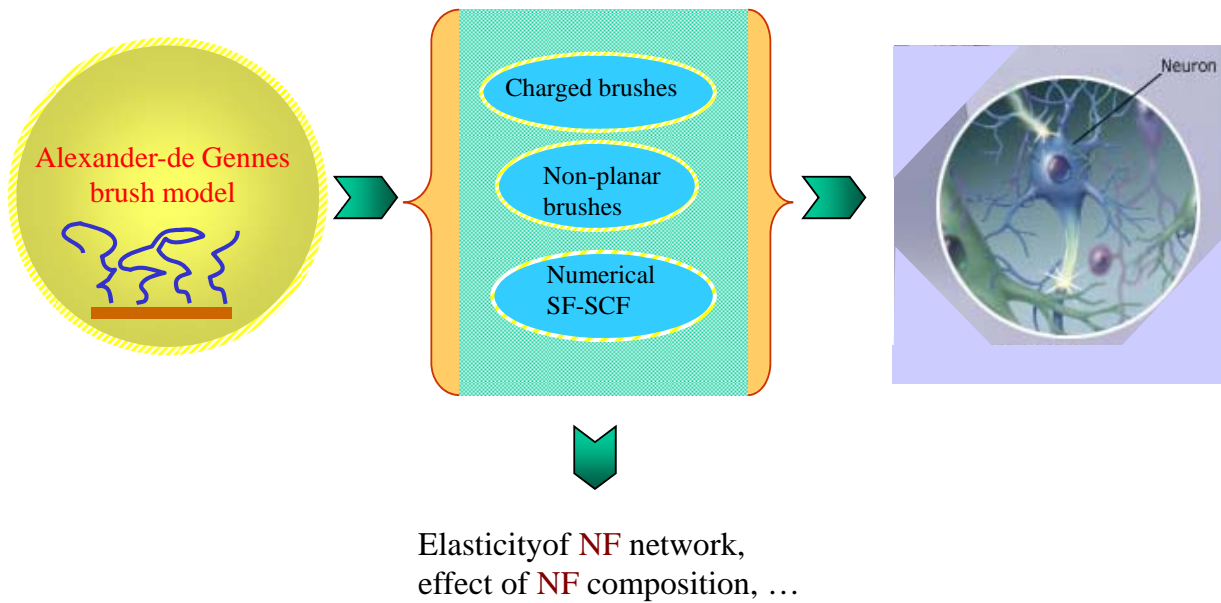 Alexander-de Gennes
brush model
Charged brushes
Non-planar
brushes
Numerical
SF-SCF
Neuron
Elasticityof NF network,
effect of NF composition, …